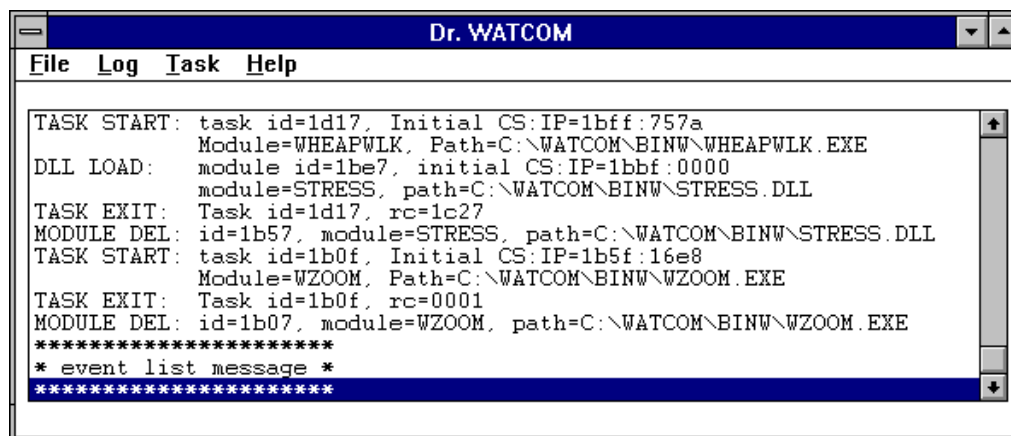 Dr. WATCOM
File Log Task Help
TASK START: task id=1d17, Initial CS:IP=1bff:757a
Module=WHEAPWLK, Path=C:\WATCOM\BINW\WHEAPWLK.EXE
DLL LOAD: module id=1be7, initial CS:IP=1bbf:0000
module=STRESS, path=C:\WATCOM\BINW\STRESS.DLL
TASK EXIT: Task id=1d17, rc=1c27
MODULE DEL: id=1b57, module=STRESS, path=C:\WATCOM\BINW\STRESS.DLL
TASK START: task id=1b0f, Initial CS:IP=1b5f:16e8
Module=WZOOM, Path=C:\WATCOM\BINW\WZOOM.EXE
TASK EXIT: Task id=1b0f, rc=0001
MODULE DEL: id=1b07, module=WZOOM, path=C:\WATCOM\BINW\WZOOM.EXE
**********************
* event list message *
**********************